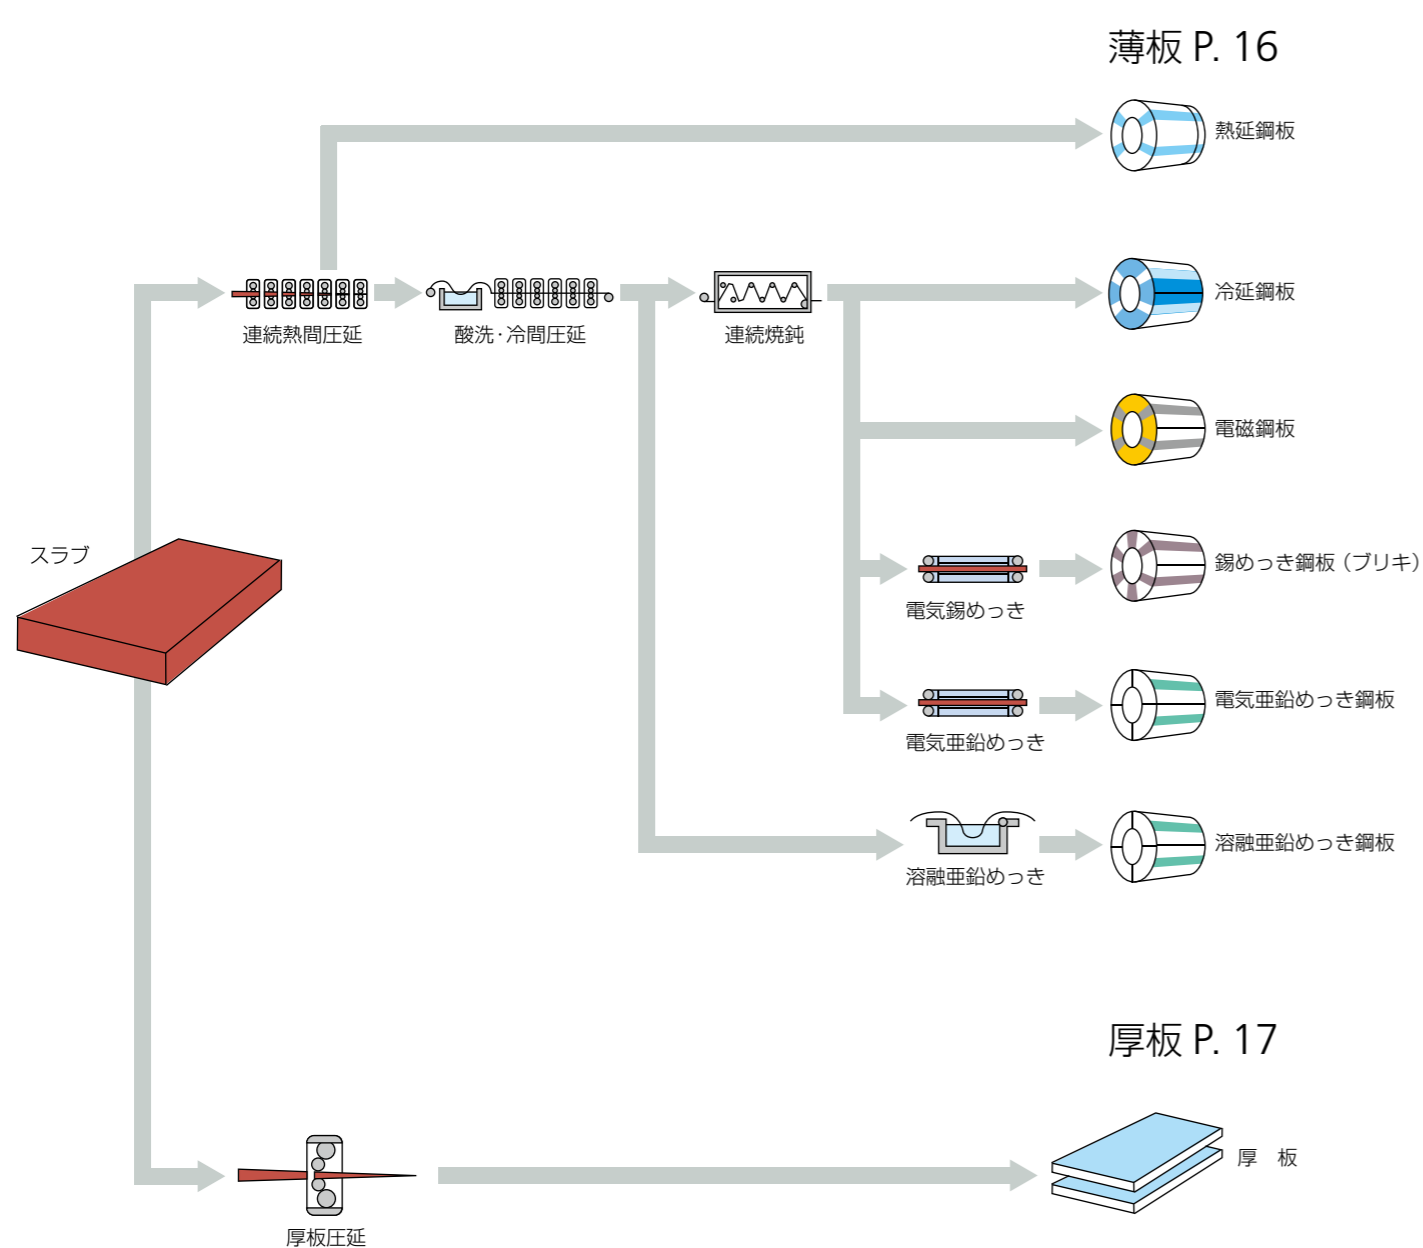 薄板 P. 16
熱延鋼板
連続熱間圧延
酸洗・冷間圧延
連続焼鈍
冷延鋼板
電磁鋼板
スラブ
電気錫めっき
錫めっき鋼板（ブリキ）
電気亜鉛めっき
電気亜鉛めっき鋼板
溶融亜鉛めっき
溶融亜鉛めっき鋼板
厚板 P. 17
厚　板
厚板圧延